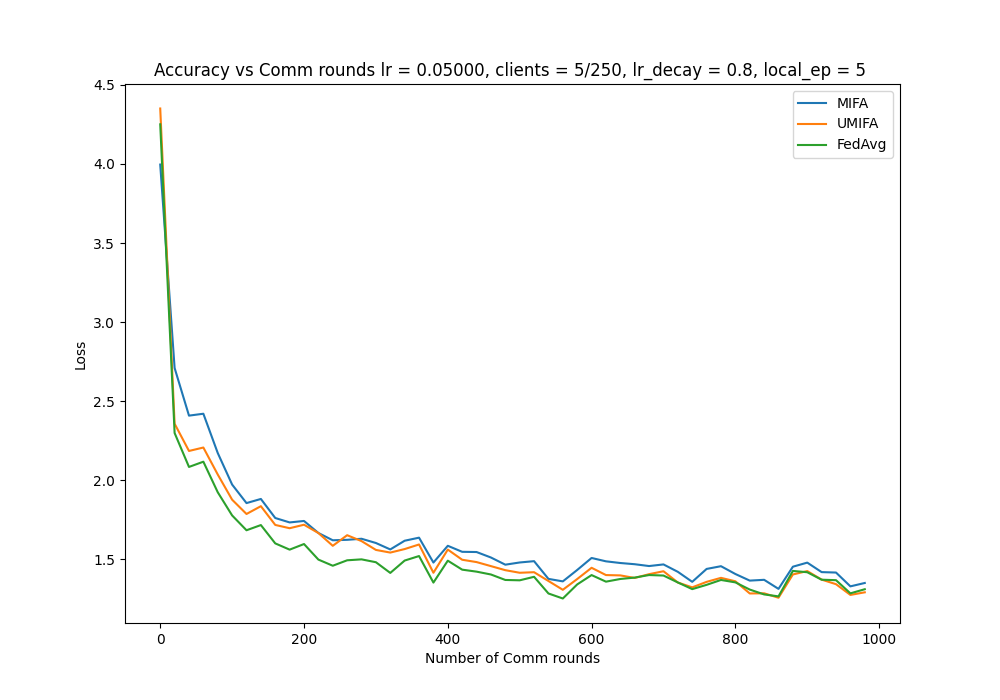 Accuracy vs Comm rounds lr = 0.05000, clients = 5/250, lr_decay = 0.8, local_ep = 5
MIFA
UMIFA
FedAvg
4.5
4.0
3.5
3.0
2.5
2.0
1.5
Loss
0 200 400 600 800 1000
Number of Comm rounds